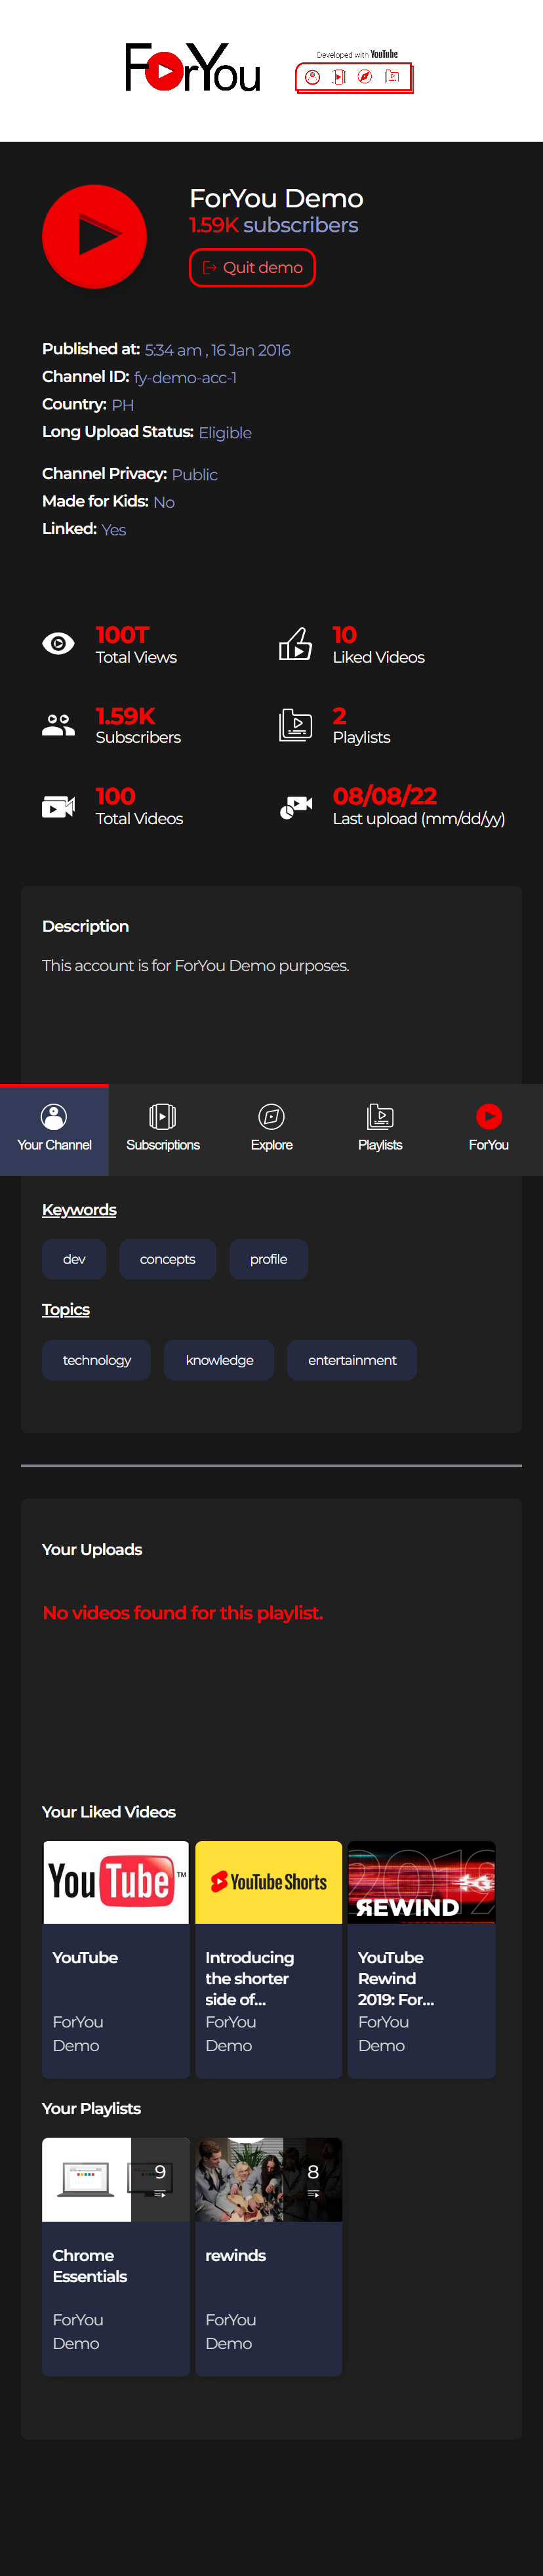 ForYou
Developed with YouTube
ForYou Demo
1.59K subscribers
Quit demo
Published at: 5:34 am , 16 Jan 2016
Channel ID: fy-demo-acc-1
Country: PH
Long Upload Status: Eligible
Channel Privacy: Public
Made for Kids: No
Linked: Yes
100T
Total Views
10
Liked Videos
1.59K
Subscribers
2
Playlists
100
Total Videos
08/08/22
Last upload (mm/dd/yy)
Description
This account is for ForYou Demo purposes.
Your Channel
Subscriptions
Explore
Playlists
ForYou
Keywords
dev
concepts
profile
Topics
technology
knowledge
entertainment
Your Uploads
No videos found for this playlist.
Your Liked Videos
YouTube TM
YouTube
ForYou
Demo
YouTube Shorts
Introducing
the shorter
side of...
ForYou
Demo
2019
REWIND
YouTube
Rewind
2019: For...
ForYou
Demo
Your Playlists
9
Chrome
Essentials
ForYou
Demo
8
rewinds
ForYou
Demo